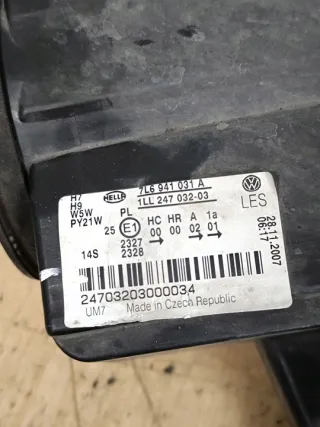 H7
H9
W5W
PY21W
HELLA
7L6 941 031 A
1LL 247 032-03
LES
PL
25 E1
HC HR A 1a
00 00 02 01
2327
14S 2328
28.11.2007
06:17
24703203000034
UM7 Made in Czech Republic